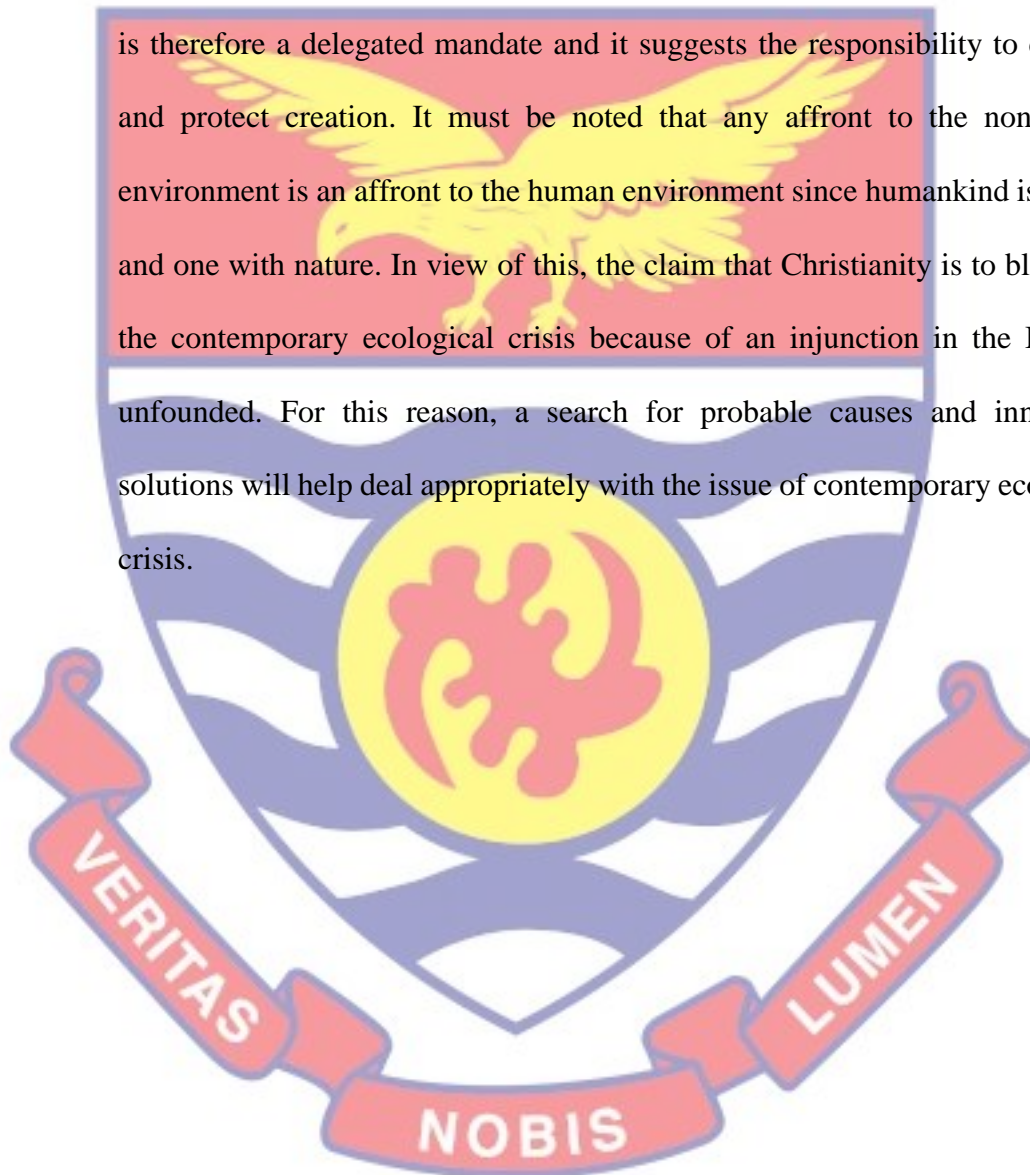 is therefore a delegated mandate and it suggests the responsibility to
and protect creation. It must be noted that any affront to the non
environment is an affront to the human environment since humankind is
and one with nature. In view of this, the claim that Christianity is to bl
the contemporary ecological crisis because of an injunction in the
unfounded. For this reason, a search for probable causes and inn
solutions will help deal appropriately with the issue of contemporary eco
crisis.
VERITAS
NOBIS
LUMEN